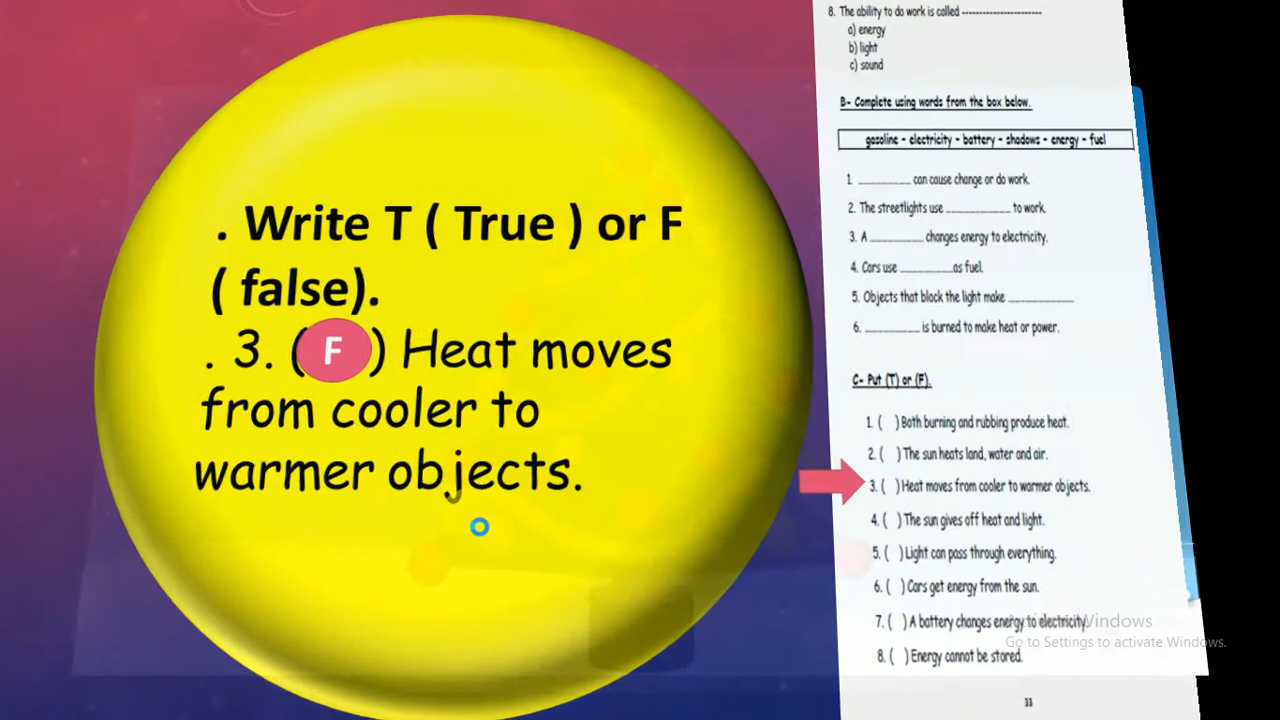 . Write T ( True ) or F
( false).
. 3. ( F ) Heat moves
from cooler to
warmer objects.
8. The ability to do work is called ----------------------
a) energy
b) light
c) sound
B- Complete using words from the box below.
gasoline - electricity - battery - shadows - energy - fuel
1. __________ can cause change or do work.
2. The streetlights use ____________ to work.
3. A __________ changes energy to electricity.
4. Cars use __________as fuel.
5. Objects that block the light make ____________
6. __________ is burned to make heat or power.
C- Put (T) or (F).
1. ( ) Both burning and rubbing produce heat.
2. ( ) The sun heats land, water and air.
3. ( ) Heat moves from cooler to warmer objects.
4. ( ) The sun gives off heat and light.
5. ( ) Light can pass through everything.
6. ( ) Cars get energy from the sun.
7. ( ) A battery changes energy to electricity.
8. ( ) Energy cannot be stored.
Activate Windows
Go to Settings to activate Windows.
33